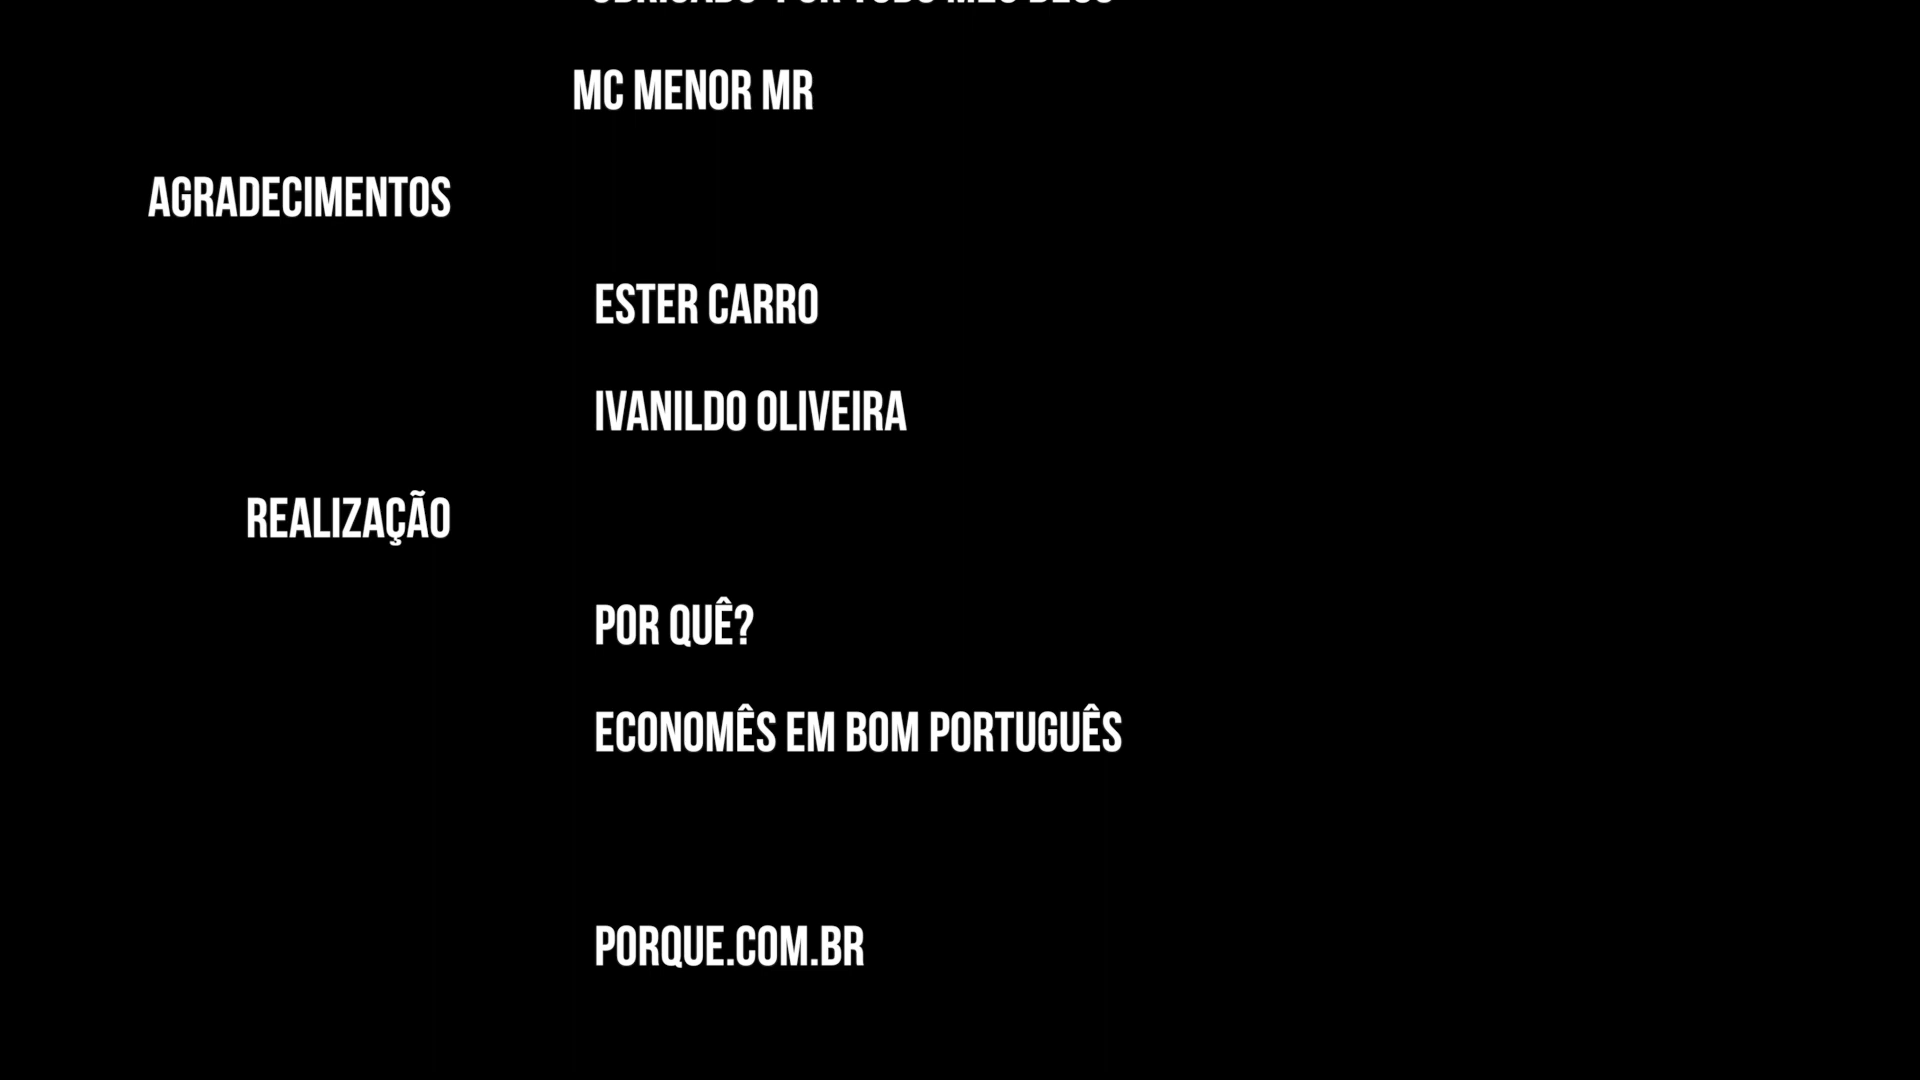 MC MENOR MR
AGRADECIMENTOS
ESTER CARRO
IVANILDO OLIVEIRA
REALIZAÇÃO
POR QUÊ?
ECONOMÊS EM BOM PORTUGUÊS
PORQUE.COM.BR